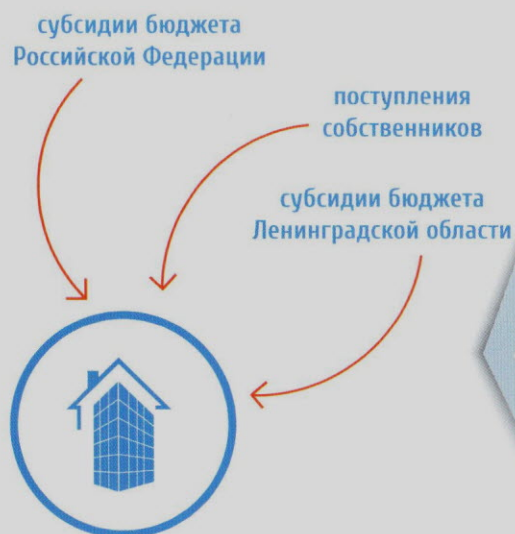 субсидии бюджета
Российской Федерации
поступления
собственников
субсидии бюджета
Ленинградской области